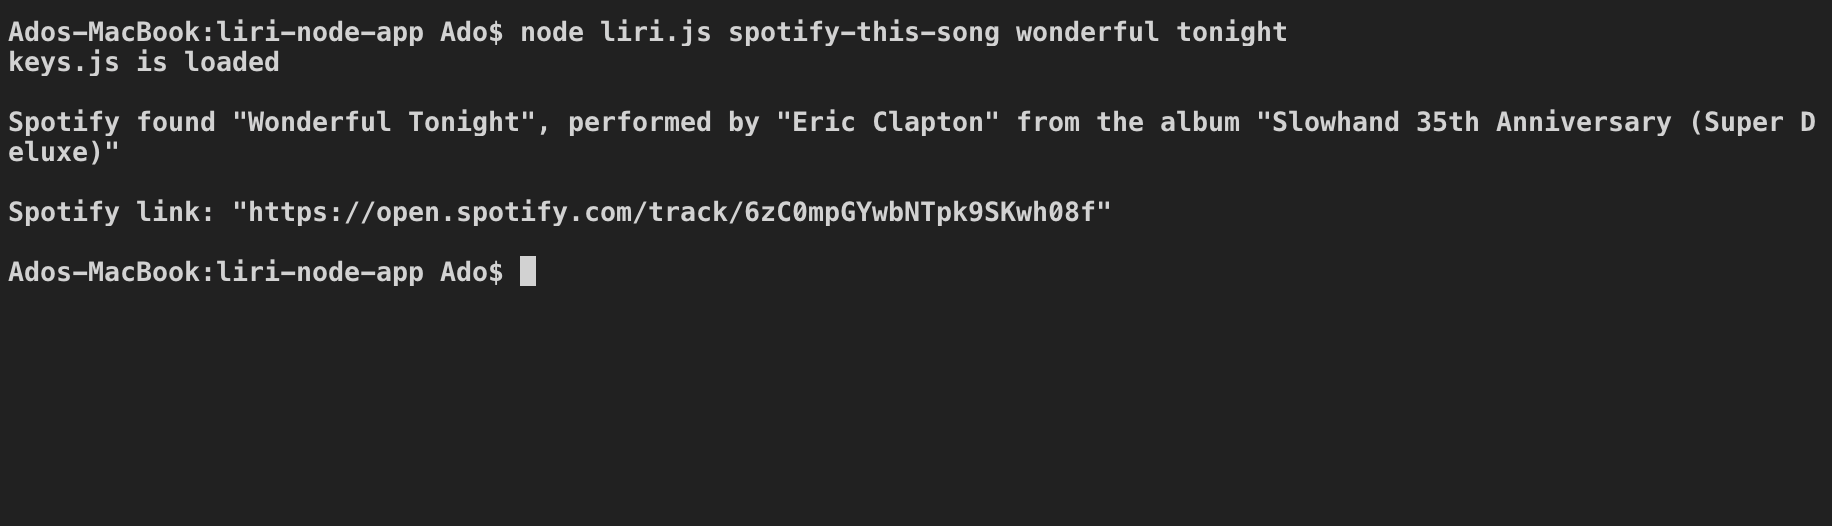 Ados-MacBook:liri-node-app Ado$ node liri.js spotify-this-song wonderful tonight
keys.js is loaded
Spotify found "Wonderful Tonight", performed by "Eric Clapton" from the album "Slowhand 35th Anniversary (Super D
eluxe)"
Spotify link: "https://open.spotify.com/track/6zC0mpGYwbNTpk9SKwh08f"
Ados-MacBook:liri-node-app Ado$